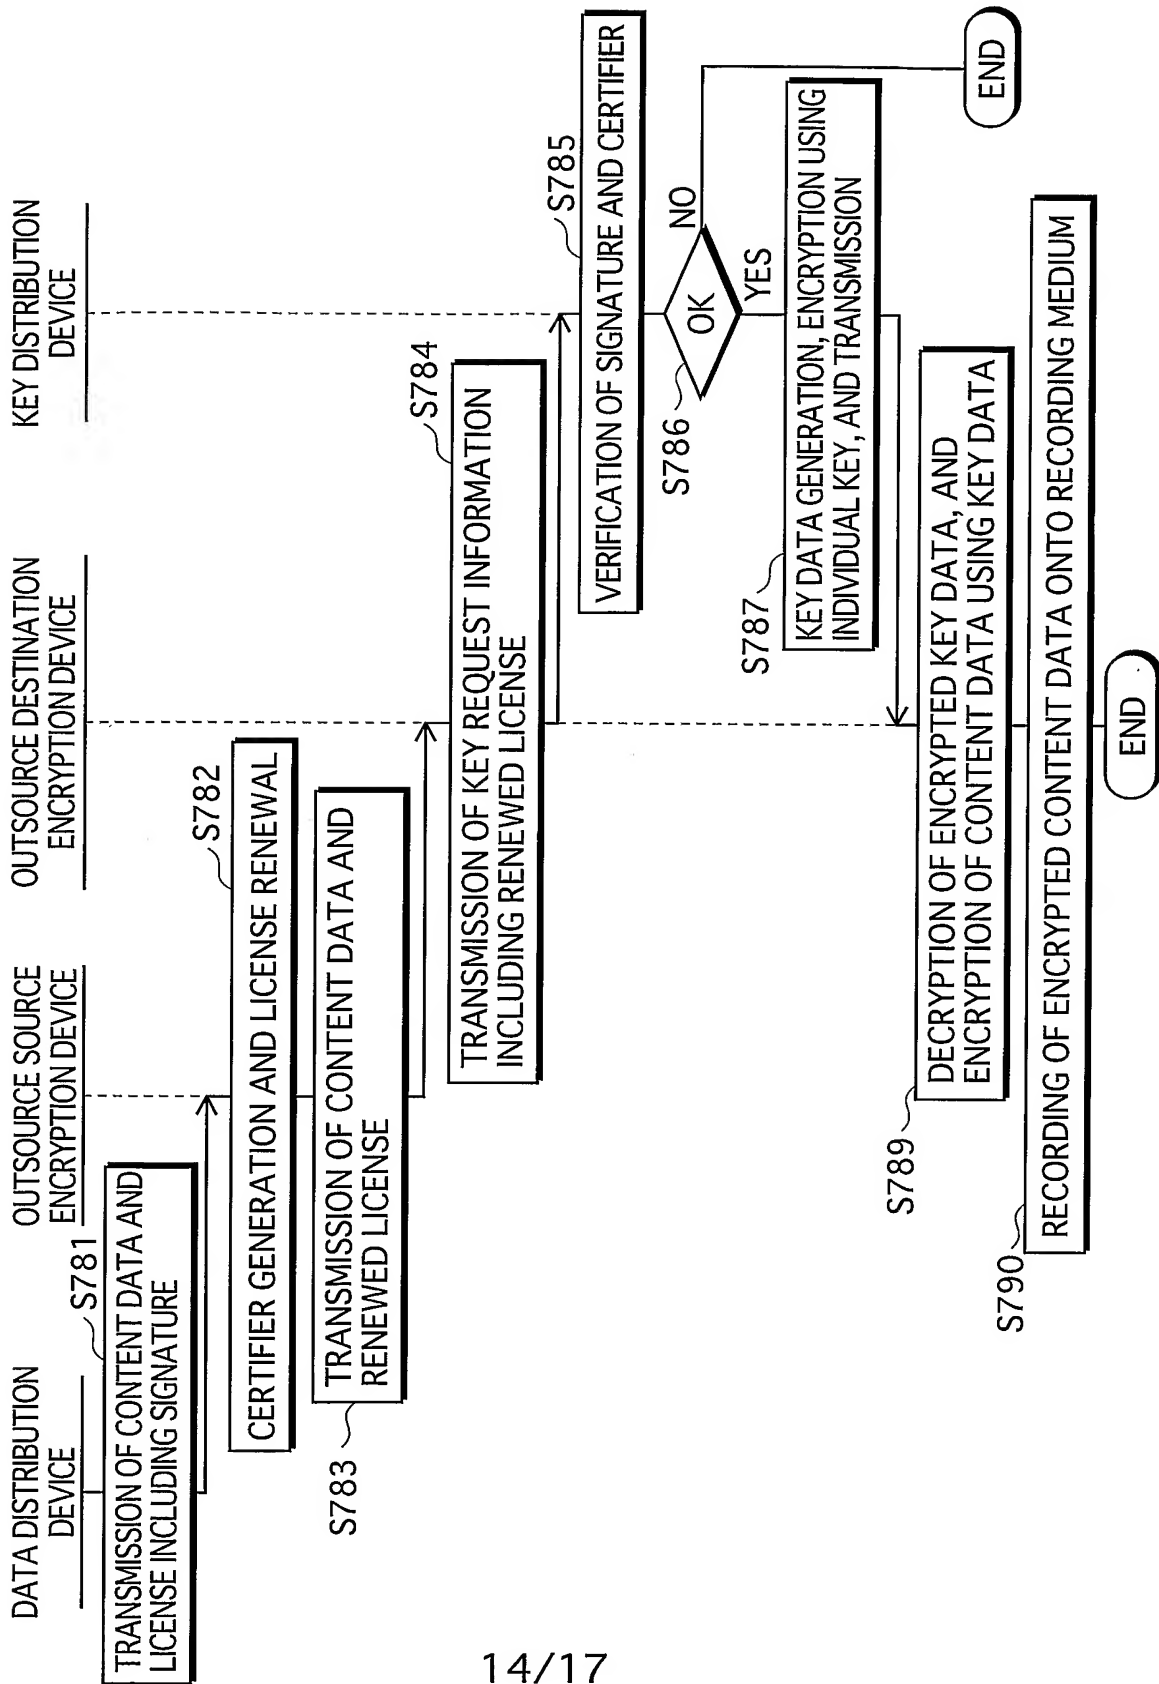 DATA DISTRIBUTION
DEVICE
OUTSOURCE SOURCE
ENCRYPTION DEVICE
OUTSOURCE DESTINATION
ENCRYPTION DEVICE
KEY DISTRIBUTION
DEVICE
S781
TRANSMISSION OF CONTENT DATA AND
LICENSE INCLUDING SIGNATURE
S782
CERTIFIER GENERATION AND LICENSE RENEWAL
S783
TRANSMISSION OF CONTENT DATA AND
RENEWED LICENSE
S784
TRANSMISSION OF KEY REQUEST INFORMATION
INCLUDING RENEWED LICENSE
S785
VERIFICATION OF SIGNATURE AND CERTIFIER
S786
OK
NO
YES
END
S787
KEY DATA GENERATION, ENCRYPTION USING
INDIVIDUAL KEY, AND TRANSMISSION
S789
DECRYPTION OF ENCRYPTED KEY DATA, AND
ENCRYPTION OF CONTENT DATA USING KEY DATA
S790
RECORDING OF ENCRYPTED CONTENT DATA ONTO RECORDING MEDIUM
END
14/17